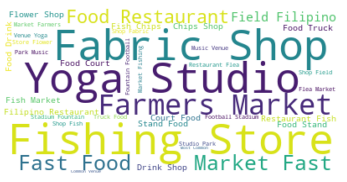 Flower Shop
Food Restaurant
Field Filipino
Market Farmers
Fish Chips
Chips Shop
Food Truck
Venue Yoga
Store Flower
Food Drink
Fabric Shop
Park Music
Food Court
Fountain Football
Market Fishing
Music Venue
Restaurant Flea
Shop Field
Yoga Studio
Flea Market
Fish Market
Farmers Market
Filipino Restaurant
Stadium Fountain
Truck Food
Court Food
Football Stadium
Restaurant Fish
Shop Fish
Stand Food
Food Stand
Fishing Store
Studio Park
Fast Food
Drink Shop
Market Fast